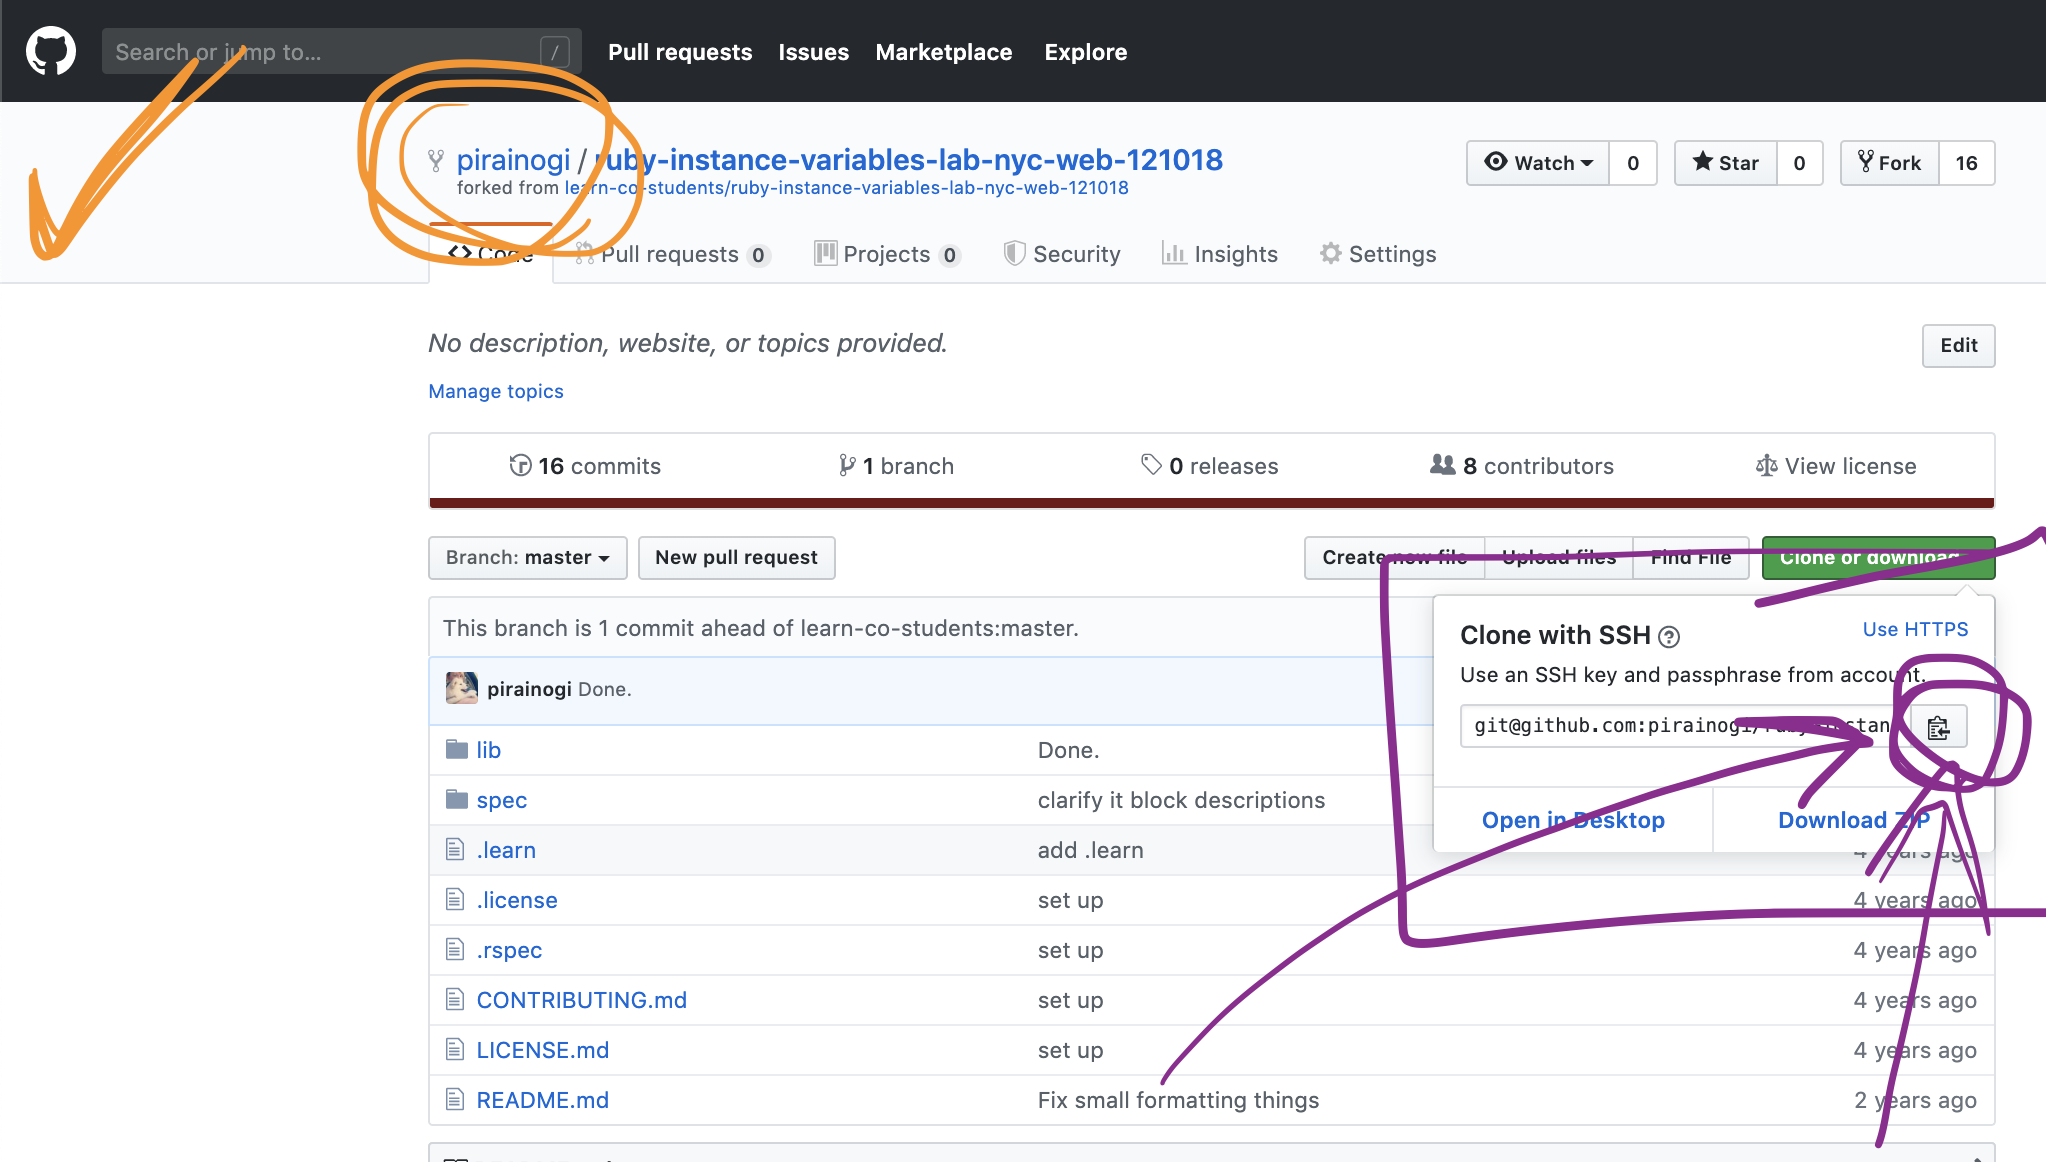 Search or jump to... /
Pull requests Issues Marketplace Explore
pirainogi / ruby-instance-variables-lab-nyc-web-121018
forked from learn-co-students/ruby-instance-variables-lab-nyc-web-121018
Watch 0 Star 0 Fork 16
Code Pull requests 0 Projects 0 Security Insights Settings
No description, website, or topics provided.
Edit
Manage topics
16 commits 1 branch 0 releases 8 contributors View license
Branch: master New pull request Create new file Upload files Find File Clone or download
This branch is 1 commit ahead of learn-co-students:master.
pirainogi Done.
Clone with SSH ? Use HTTPS
Use an SSH key and passphrase from account.
git@github.com:pirainogi/ruby-instan
Open in Desktop Download ZIP
lib Done.
spec clarify it block descriptions
.learn add .learn 4 years ago
.license set up 4 years ago
.rspec set up 4 years ago
CONTRIBUTING.md set up 4 years ago
LICENSE.md set up 4 years ago
README.md Fix small formatting things 2 years ago